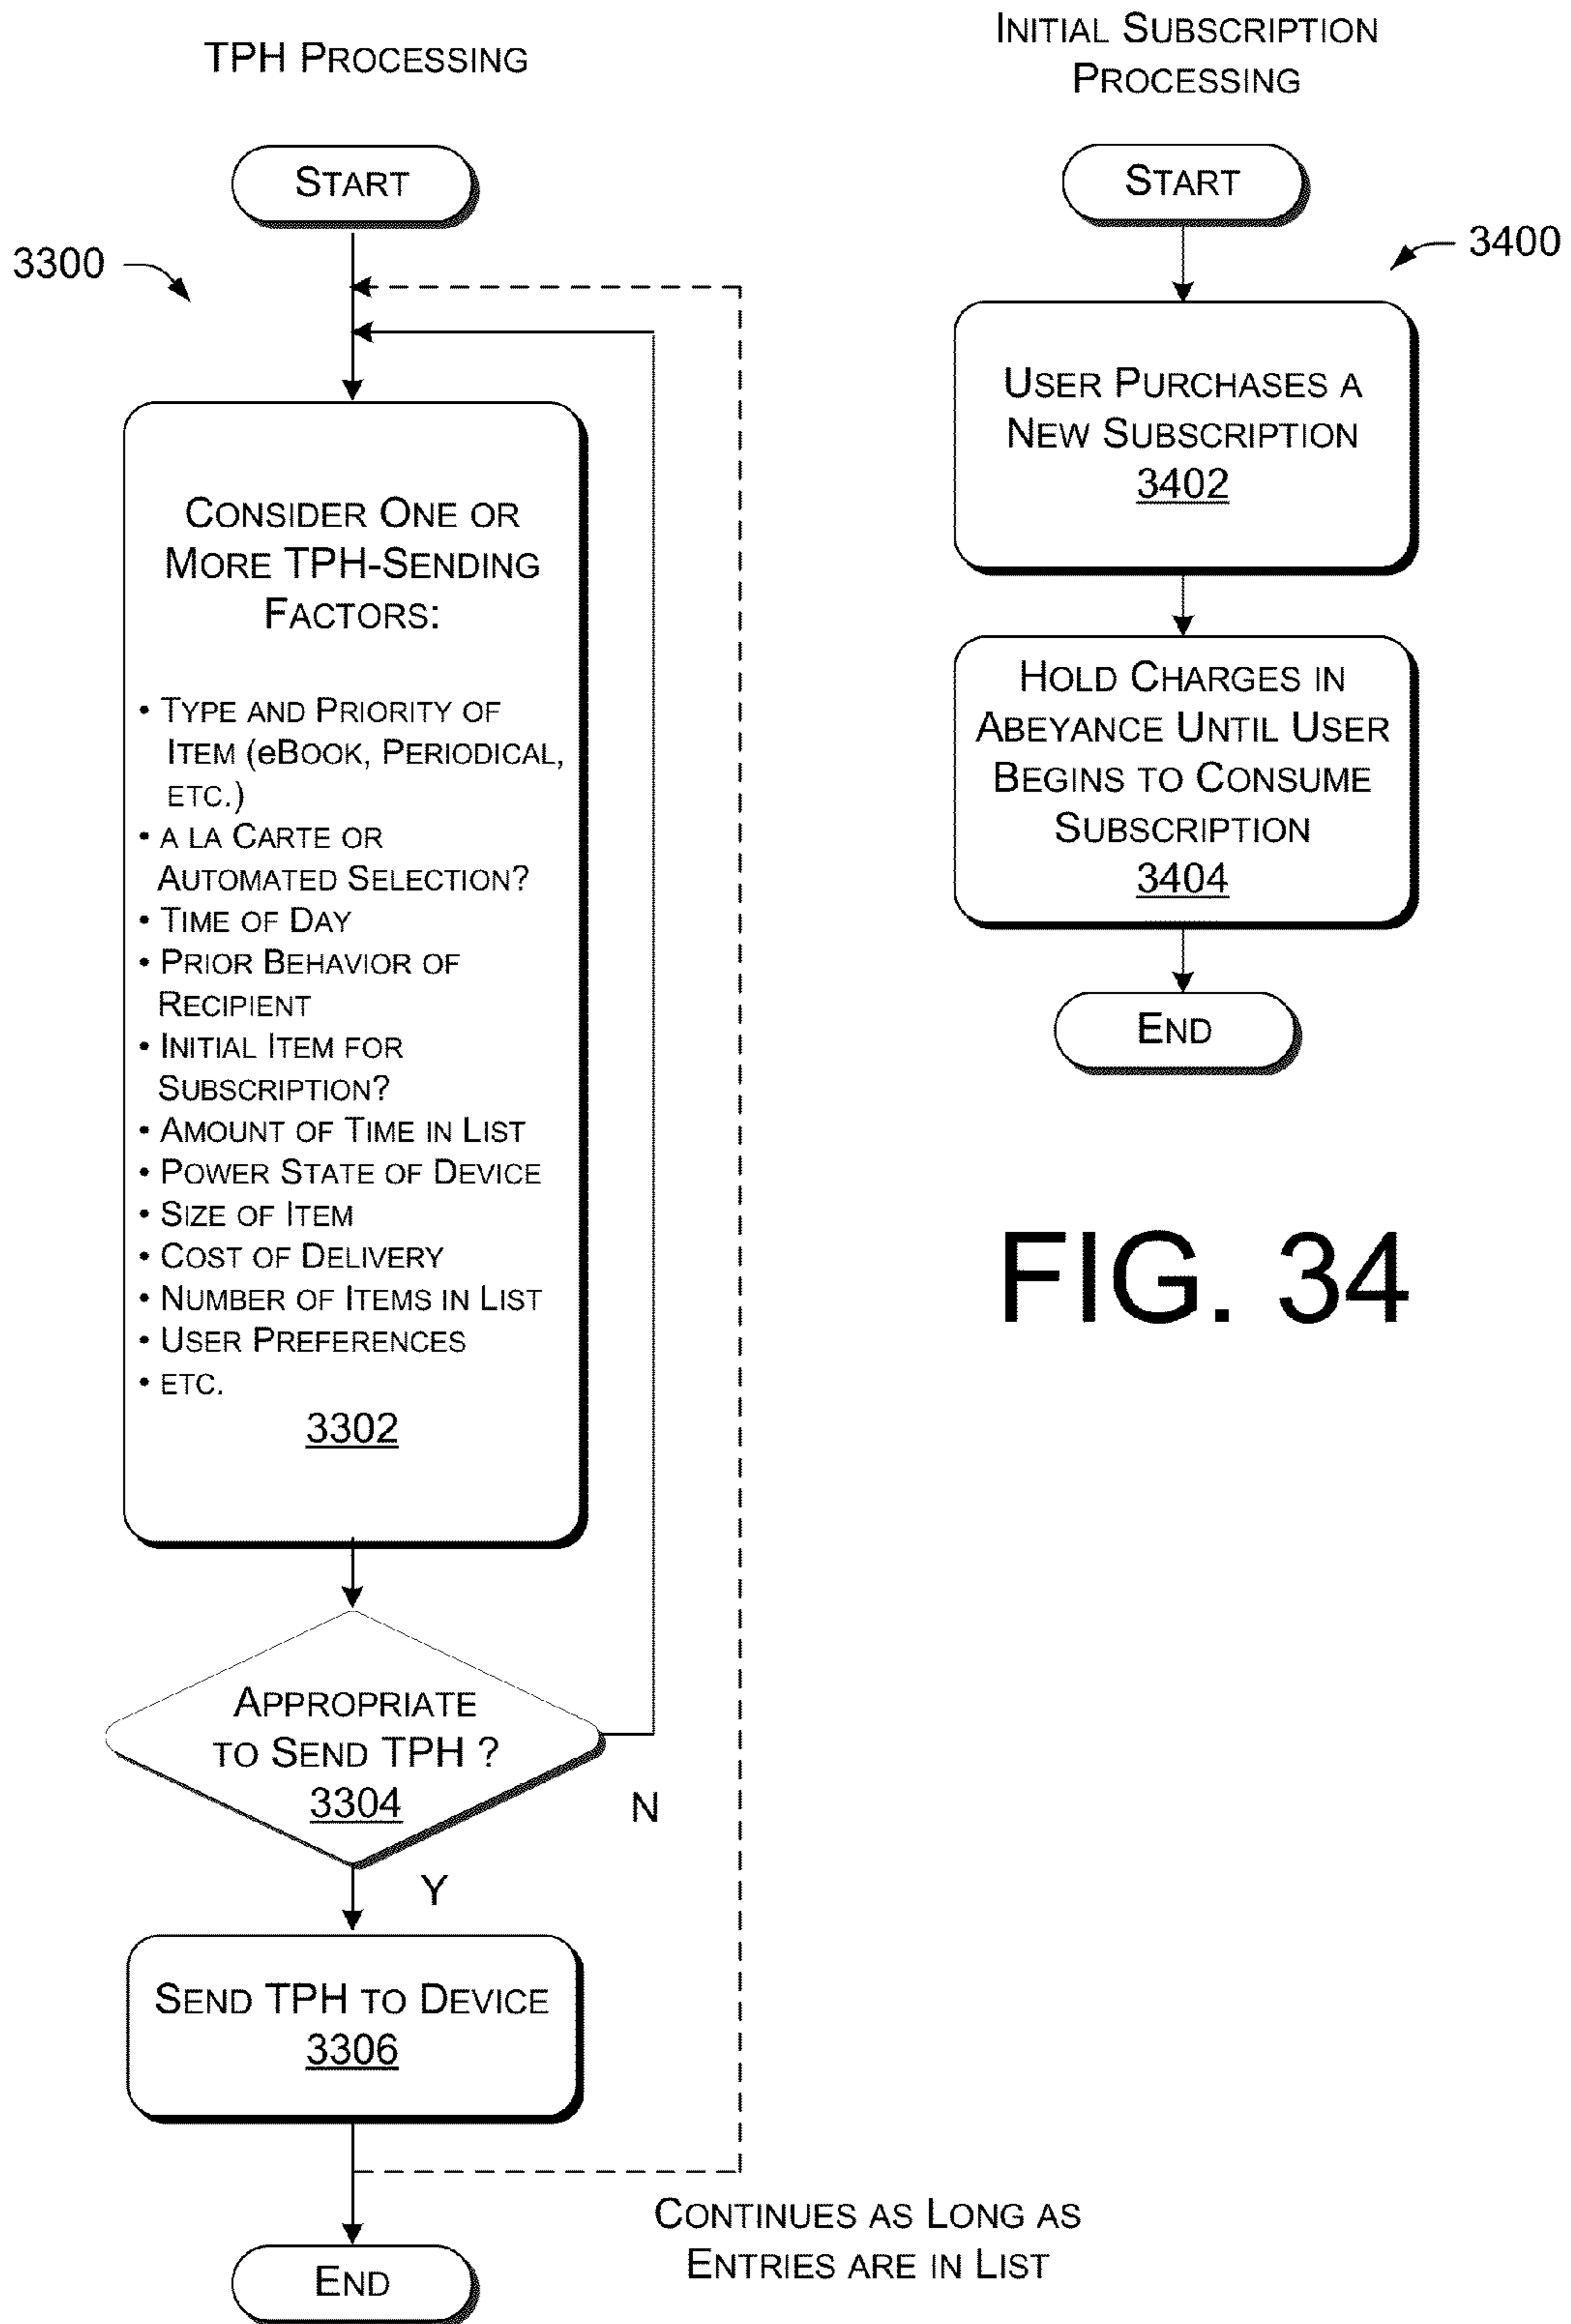 TPH PROCESSING
START
3300
CONSIDER ONE OR
MORE TPH-SENDING
FACTORS:
• TYPE AND PRIORITY OF
ITEM (eBOOK, PERIODICAL,
ETC.)
• A LA CARTE OR
AUTOMATED SELECTION?
• TIME OF DAY
• PRIOR BEHAVIOR OF
RECIPIENT
• INITIAL ITEM FOR
SUBSCRIPTION?
• AMOUNT OF TIME IN LIST
• POWER STATE OF DEVICE
• SIZE OF ITEM
• COST OF DELIVERY
• NUMBER OF ITEMS IN LIST
• USER PREFERENCES
• ETC.
3302
APPROPRIATE
TO SEND TPH ?
3304
N
Y
SEND TPH TO DEVICE
3306
CONTINUES AS LONG AS
ENTRIES ARE IN LIST
END
INITIAL SUBSCRIPTION
PROCESSING
START
3400
USER PURCHASES A
NEW SUBSCRIPTION
3402
HOLD CHARGES IN
ABEYANCE UNTIL USER
BEGINS TO CONSUME
SUBSCRIPTION
3404
END
FIG. 34